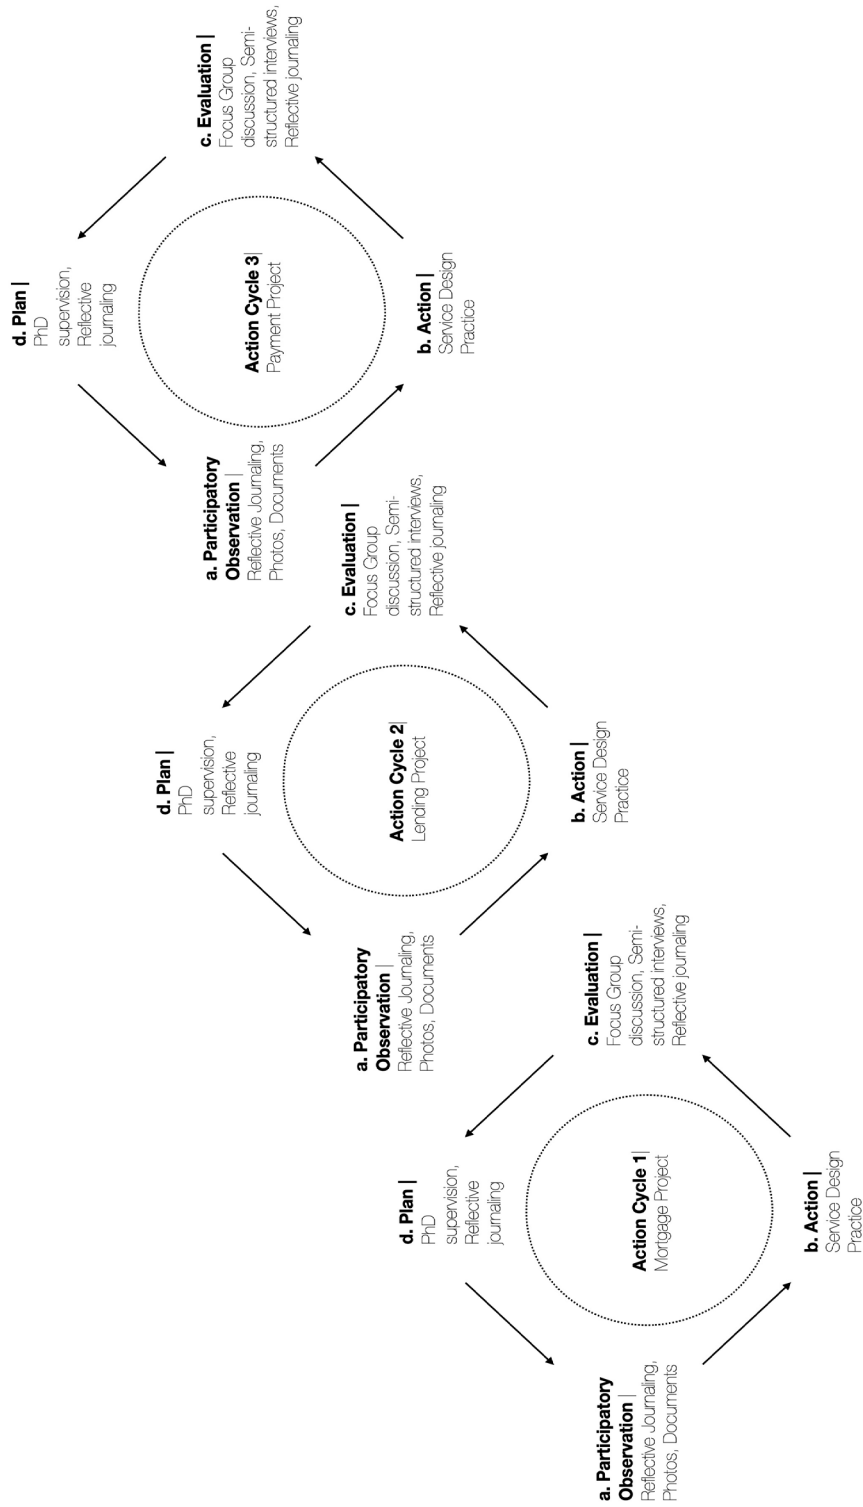 Action Cycle 1|
Mortgage Project
a. Participatory
Observation |
Reflective Journaling,
Photos, Documents
b. Action |
Service Design
Practice
c. Evaluation |
Focus Group
discussion, Semi-
structured interviews,
Reflective journaling
d. Plan |
PhD
supervision,
Reflective
journaling
Action Cycle 2|
Lending Project
a. Participatory
Observation |
Reflective Journaling,
Photos, Documents
b. Action |
Service Design
Practice
c. Evaluation |
Focus Group
discussion, Semi-
structured interviews,
Reflective journaling
d. Plan |
PhD
supervision,
Reflective
journaling
Action Cycle 3|
Payment Project
a. Participatory
Observation |
Reflective Journaling,
Photos, Documents
b. Action |
Service Design
Practice
c. Evaluation |
Focus Group
discussion, Semi-
structured interviews,
Reflective journaling
d. Plan |
PhD
supervision,
Reflective
journaling